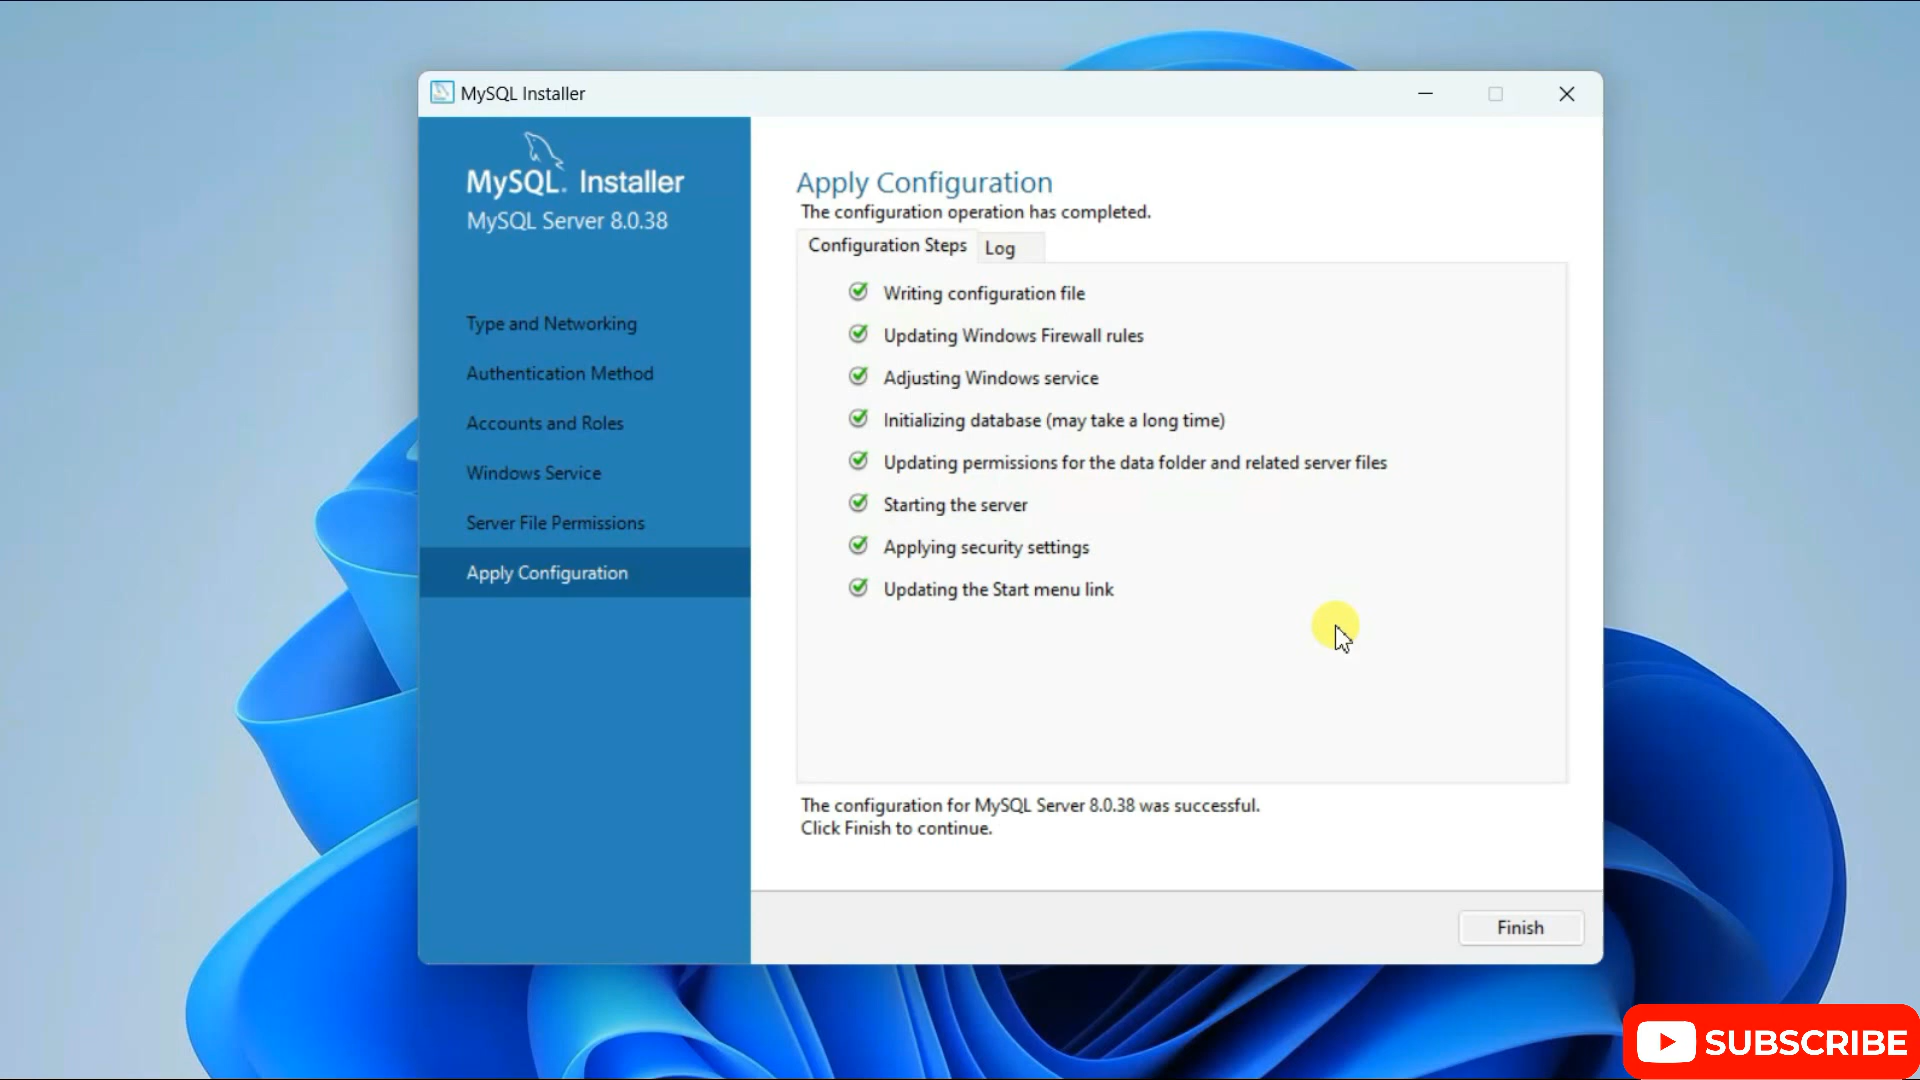 MySQL Installer
MySQL. Installer
MySQL Server 8.0.38
Type and Networking
Authentication Method
Accounts and Roles
Windows Service
Server File Permissions
Apply Configuration
Apply Configuration
The configuration operation has completed.
Configuration Steps
Log
Writing configuration file
Updating Windows Firewall rules
Adjusting Windows service
Initializing database (may take a long time)
Updating permissions for the data folder and related server files
Starting the server
Applying security settings
Updating the Start menu link
The configuration for MySQL Server 8.0.38 was successful.
Click Finish to continue.
Finish
SUBSCRIBE